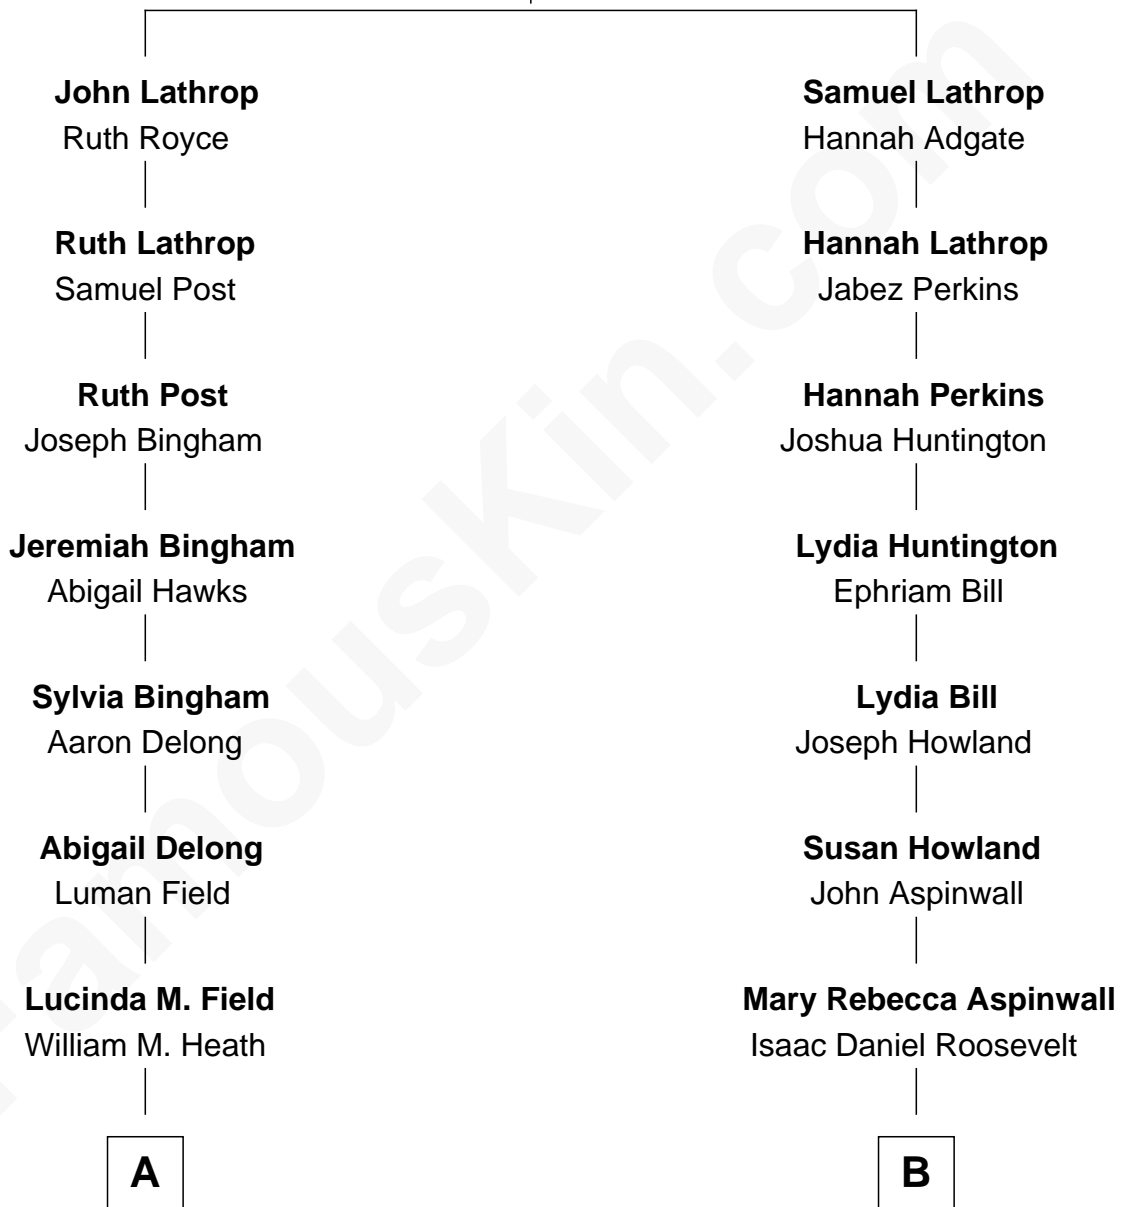 John Lathrop
Ruth Royce
Ruth Lathrop
Samuel Post
Ruth Post
Joseph Bingham
Jeremiah Bingham
Abigail Hawks
Sylvia Bingham
Aaron Delong
Abigail Delong
Luman Field
Lucinda M. Field
William M. Heath
A
Samuel Lathrop
Hannah Adgate
Hannah Lathrop
Jabez Perkins
Hannah Perkins
Joshua Huntington
Lydia Huntington
Ephriam Bill
Lydia Bill
Joseph Howland
Susan Howland
John Aspinwall
Mary Rebecca Aspinwall
Isaac Daniel Roosevelt
B
FamousKin.com